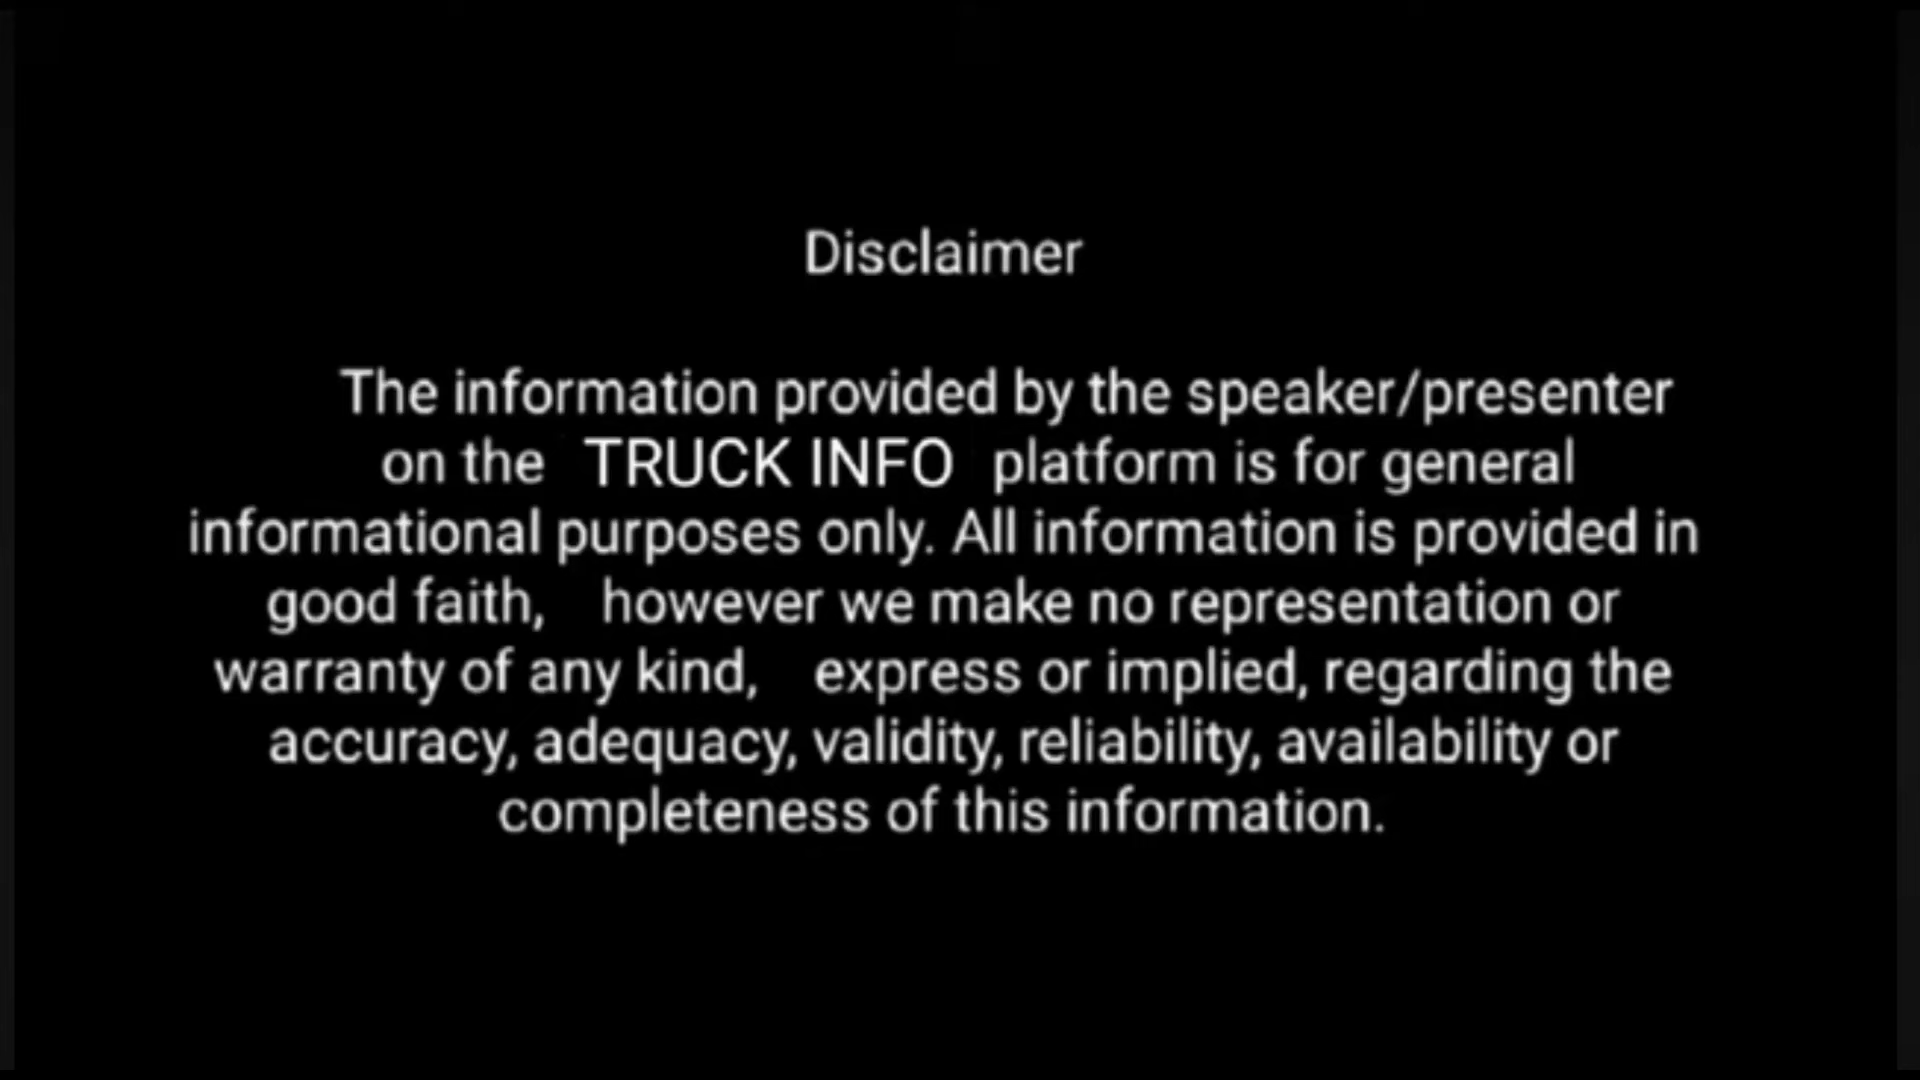 Disclaimer
The information provided by the speaker/presenter
on the TRUCK INFO platform is for general
informational purposes only. All information is provided in
good faith, however we make no representation or
warranty of any kind, express or implied, regarding the
accuracy, adequacy, validity, reliability, availability or
completeness of this information.